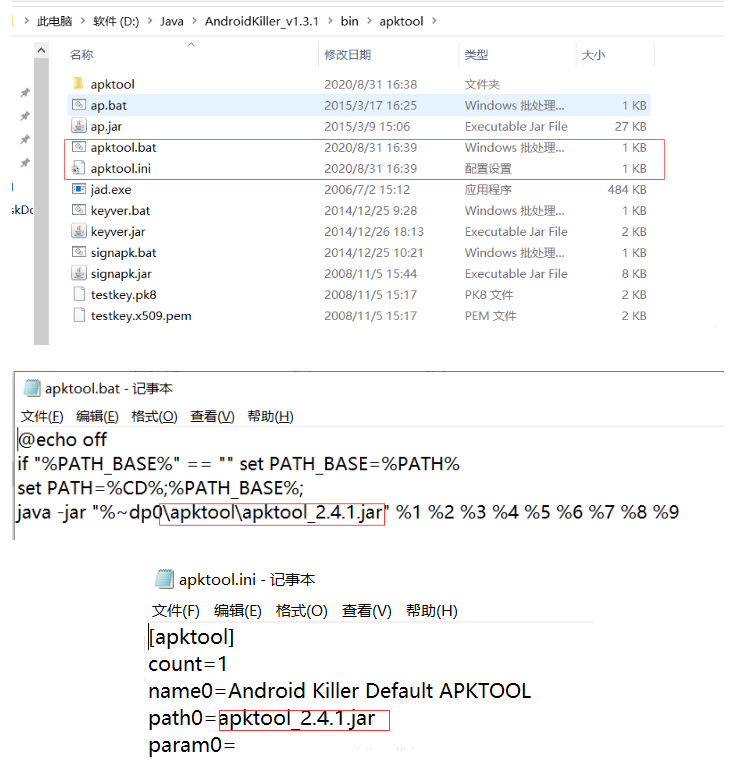 此电脑 › 软件 (D:) › Java › AndroidKiller_v1.3.1 › bin › apktool ›
名称 修改日期 类型 大小
apktool 2020/8/31 16:38 文件夹
ap.bat 2015/3/17 16:25 Windows 批处理... 1 KB
ap.jar 2015/3/9 15:06 Executable Jar File 27 KB
apktool.bat 2020/8/31 16:39 Windows 批处理... 1 KB
apktool.ini 2020/8/31 16:39 配置设置 1 KB
jad.exe 2006/7/2 15:12 应用程序 484 KB
keyver.bat 2014/12/25 9:28 Windows 批处理... 1 KB
keyver.jar 2014/12/26 18:13 Executable Jar File 2 KB
signapk.bat 2014/12/25 10:21 Windows 批处理... 1 KB
signapk.jar 2008/11/5 15:44 Executable Jar File 8 KB
testkey.pk8 2008/11/5 15:17 PK8 文件 2 KB
testkey.x509.pem 2008/11/5 15:17 PEM 文件 2 KB
apktool.bat - 记事本
文件(F) 编辑(E) 格式(O) 查看(V) 帮助(H)
@echo off
if "%PATH_BASE%" == "" set PATH_BASE=%PATH%
set PATH=%CD%;%PATH_BASE%;
java -jar "%~dp0\apktool\apktool_2.4.1.jar" %1 %2 %3 %4 %5 %6 %7 %8 %9
apktool.ini - 记事本
文件(F) 编辑(E) 格式(O) 查看(V) 帮助(H)
[apktool]
count=1
name0=Android Killer Default APKTOOL
path0=apktool_2.4.1.jar
param0=